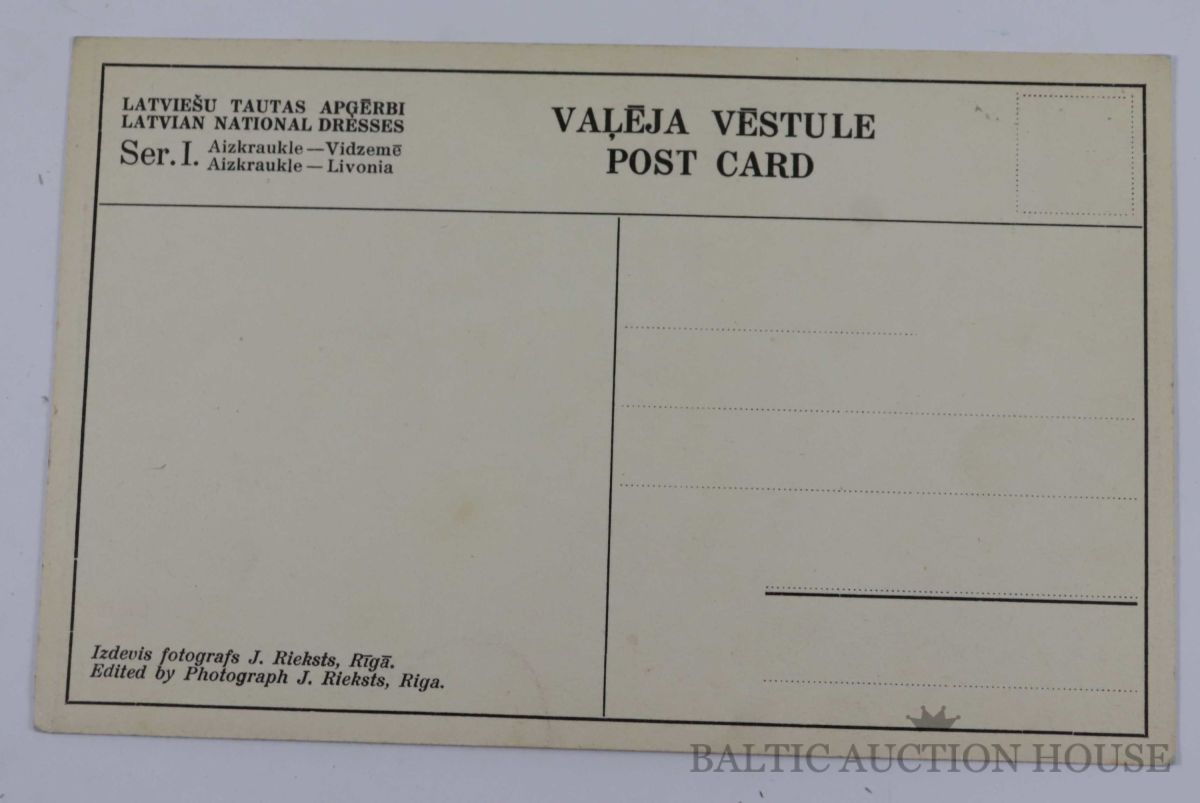 LATVIEŠU TAUTAS APĢĒRBI
LATVIAN NATIONAL DRESSES
Ser. I. Aizkraukle—Vidzemē
Aizkraukle—Livonia
VAĻĒJA VĒSTULE
POST CARD
Izdevis fotografs J. Rieksts, Rīgā.
Edited by Photograph J. Rieksts, Riga.
BALTIC AUCTION HOUSE